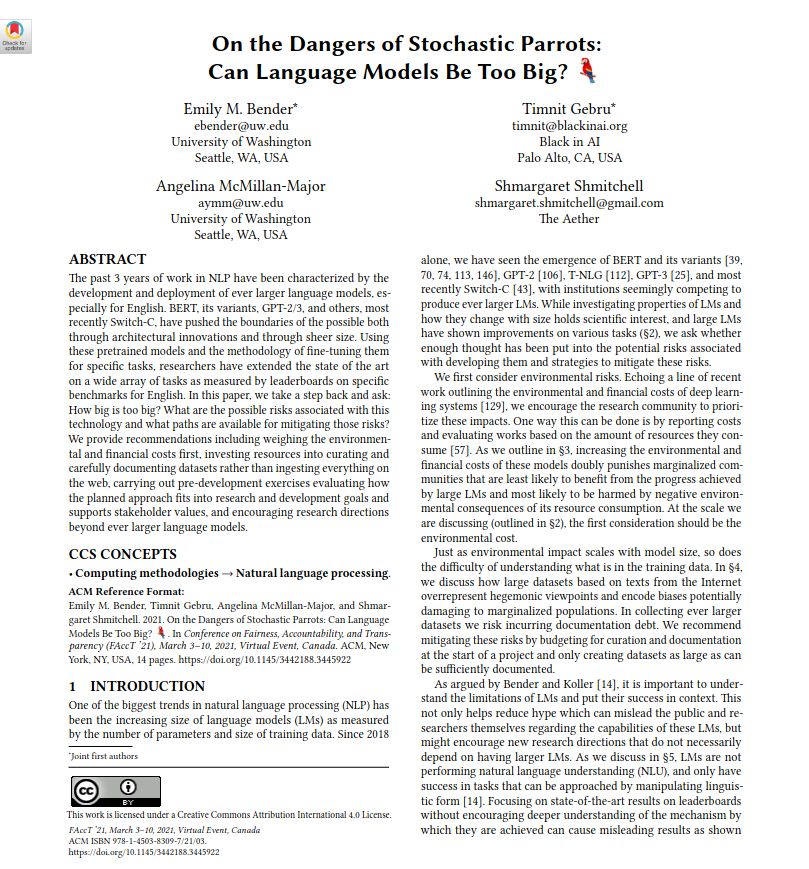 Check for
updates
On the Dangers of Stochastic Parrots:
Can Language Models Be Too Big? 🦜
Emily M. Bender*
ebender@uw.edu
University of Washington
Seattle, WA, USA
Timnit Gebru*
timnit@blackinai.org
Black in AI
Palo Alto, CA, USA
Angelina McMillan-Major
aymm@uw.edu
University of Washington
Seattle, WA, USA
Shmargaret Shmitchell
shmargaret.shmitchell@gmail.com
The Aether
ABSTRACT
The past 3 years of work in NLP have been characterized by the
development and deployment of ever larger language models, es-
pecially for English. BERT, its variants, GPT-2/3, and others, most
recently Switch-C, have pushed the boundaries of the possible both
through architectural innovations and through sheer size. Using
these pretrained models and the methodology of fine-tuning them
for specific tasks, researchers have extended the state of the art
on a wide array of tasks as measured by leaderboards on specific
benchmarks for English. In this paper, we take a step back and ask:
How big is too big? What are the possible risks associated with this
technology and what paths are available for mitigating those risks?
We provide recommendations including weighing the environmen-
tal and financial costs first, investing resources into curating and
carefully documenting datasets rather than ingesting everything on
the web, carrying out pre-development exercises evaluating how
the planned approach fits into research and development goals and
supports stakeholder values, and encouraging research directions
beyond ever larger language models.
CCS CONCEPTS
• Computing methodologies → Natural language processing.
ACM Reference Format:
Emily M. Bender, Timnit Gebru, Angelina McMillan-Major, and Shmar-
garet Shmitchell. 2021. On the Dangers of Stochastic Parrots: Can Language
Models Be Too Big? 🦜. In Conference on Fairness, Accountability, and Trans-
parency (FAccT '21), March 3–10, 2021, Virtual Event, Canada. ACM, New
York, NY, USA, 14 pages. https://doi.org/10.1145/3442188.3445922
1 INTRODUCTION
One of the biggest trends in natural language processing (NLP) has
been the increasing size of language models (LMs) as measured
by the number of parameters and size of training data. Since 2018
*Joint first authors
cc
BY
This work is licensed under a Creative Commons Attribution International 4.0 License.
FAccT '21, March 3–10, 2021, Virtual Event, Canada
ACM ISBN 978-1-4503-8309-7/21/03.
https://doi.org/10.1145/3442188.3445922
alone, we have seen the emergence of BERT and its variants [39,
70, 74, 113, 146], GPT-2 [106], T-NLG [112], GPT-3 [25], and most
recently Switch-C [43], with institutions seemingly competing to
produce ever larger LMs. While investigating properties of LMs and
how they change with size holds scientific interest, and large LMs
have shown improvements on various tasks (§2), we ask whether
enough thought has been put into the potential risks associated
with developing them and strategies to mitigate these risks.
We first consider environmental risks. Echoing a line of recent
work outlining the environmental and financial costs of deep learn-
ing systems [129], we encourage the research community to priori-
tize these impacts. One way this can be done is by reporting costs
and evaluating works based on the amount of resources they con-
sume [57]. As we outline in §3, increasing the environmental and
financial costs of these models doubly punishes marginalized com-
munities that are least likely to benefit from the progress achieved
by large LMs and most likely to be harmed by negative environ-
mental consequences of its resource consumption. At the scale we
are discussing (outlined in §2), the first consideration should be the
environmental cost.
Just as environmental impact scales with model size, so does
the difficulty of understanding what is in the training data. In §4,
we discuss how large datasets based on texts from the Internet
overrepresent hegemonic viewpoints and encode biases potentially
damaging to marginalized populations. In collecting ever larger
datasets we risk incurring documentation debt. We recommend
mitigating these risks by budgeting for curation and documentation
at the start of a project and only creating datasets as large as can
be sufficiently documented.
As argued by Bender and Koller [14], it is important to under-
stand the limitations of LMs and put their success in context. This
not only helps reduce hype which can mislead the public and re-
searchers themselves regarding the capabilities of these LMs, but
might encourage new research directions that do not necessarily
depend on having larger LMs. As we discuss in §5, LMs are not
performing natural language understanding (NLU), and only have
success in tasks that can be approached by manipulating linguis-
tic form [14]. Focusing on state-of-the-art results on leaderboards
without encouraging deeper understanding of the mechanism by
which they are achieved can cause misleading results as shown